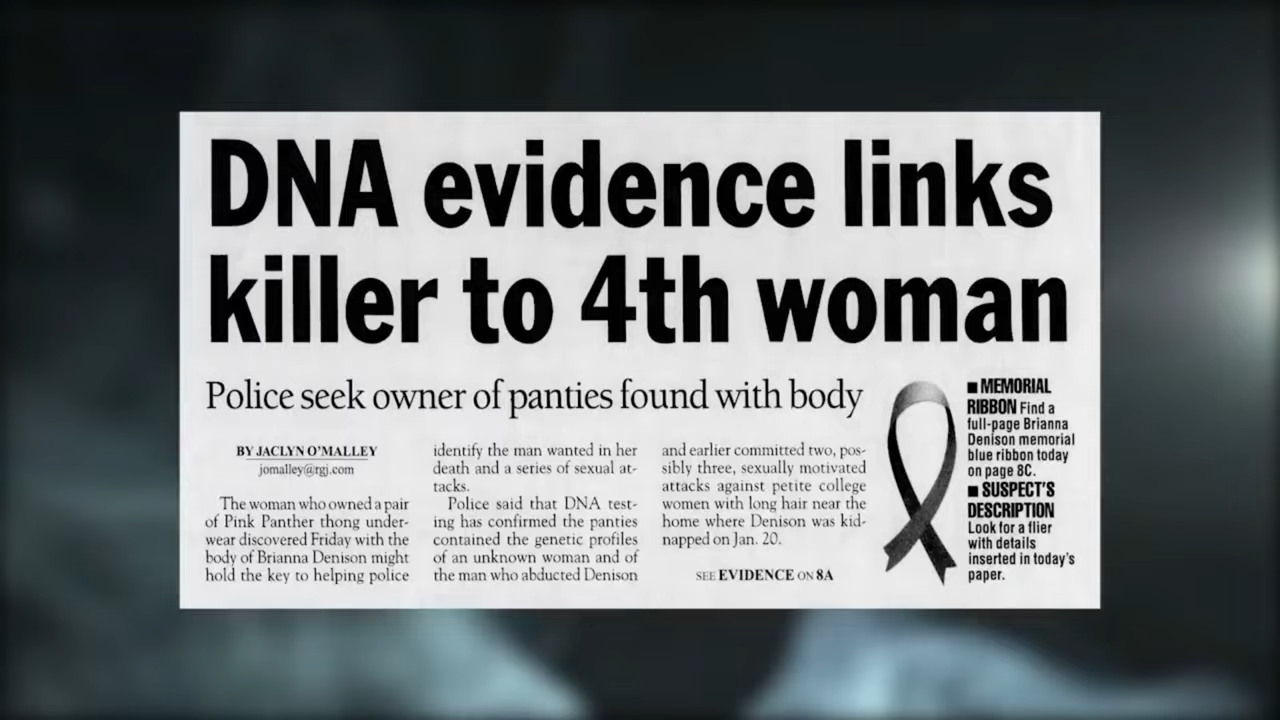 DNA evidence links
killer to 4th woman
Police seek owner of panties found with body
BY JACLYN O'MALLEY
jomalley@rgj.com
The woman who owned a pair
of Pink Panther thong under-
wear discovered Friday with the
body of Brianna Denison might
hold the key to helping police
identify the man wanted in her
death and a series of sexual at-
tacks.
Police said that DNA test-
ing has confirmed the panties
contained the genetic profiles
of an unknown woman and of
the man who abducted Denison
and earlier committed two, pos-
sibly three, sexually motivated
attacks against petite college
women with long hair near the
home where Denison was kid-
napped on Jan. 20.
SEE EVIDENCE ON 8A
■ MEMORIAL
RIBBON Find a
full-page Brianna
Denison memorial
blue ribbon today
on page 8C.
■ SUSPECT'S
DESCRIPTION
Look for a flier
with details
inserted in today's
paper.